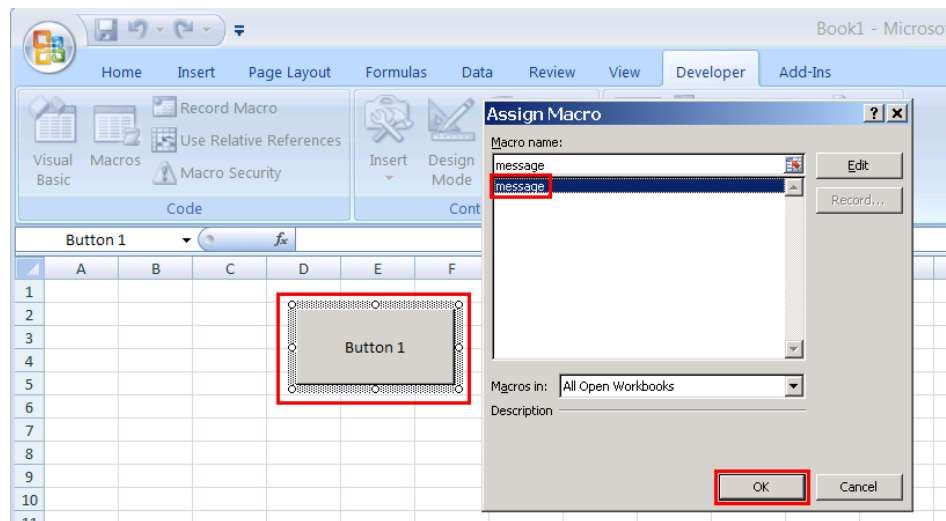 Book1 - Microso
Home Insert Page Layout Formulas Data Review View Developer Add-Ins
Visual Basic
Macros
Record Macro
Use Relative References
Macro Security
Code
Insert
Design Mode
Cont
Button 1
fx
A B C D E F
1
2
3
4
5
6
7
8
9
10
11
Button 1
Assign Macro
?
X
Macro name:
message
message
Edit
Record...
Macros in: All Open Workbooks
Description
OK
Cancel